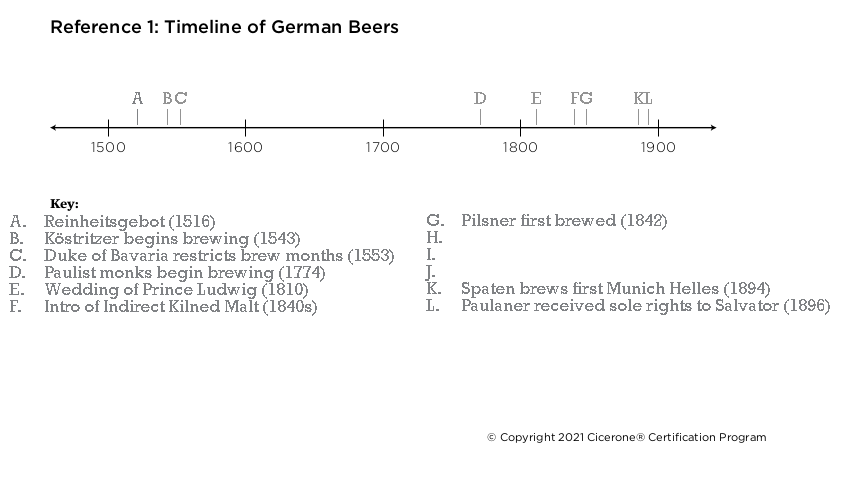 Reference 1: Timeline of German Beers
A B C D E F G K L
1500 1600 1700 1800 1900
Key:
A. Reinheitsgebot (1516)
B. Köstritzer begins brewing (1543)
C. Duke of Bavaria restricts brew months (1553)
D. Paulist monks begin brewing (1774)
E. Wedding of Prince Ludwig (1810)
F. Intro of Indirect Kilned Malt (1840s)
G. Pilsner first brewed (1842)
H.
I.
J.
K. Spaten brews first Munich Helles (1894)
L. Paulaner received sole rights to Salvator (1896)
© Copyright 2021 Cicerone® Certification Program